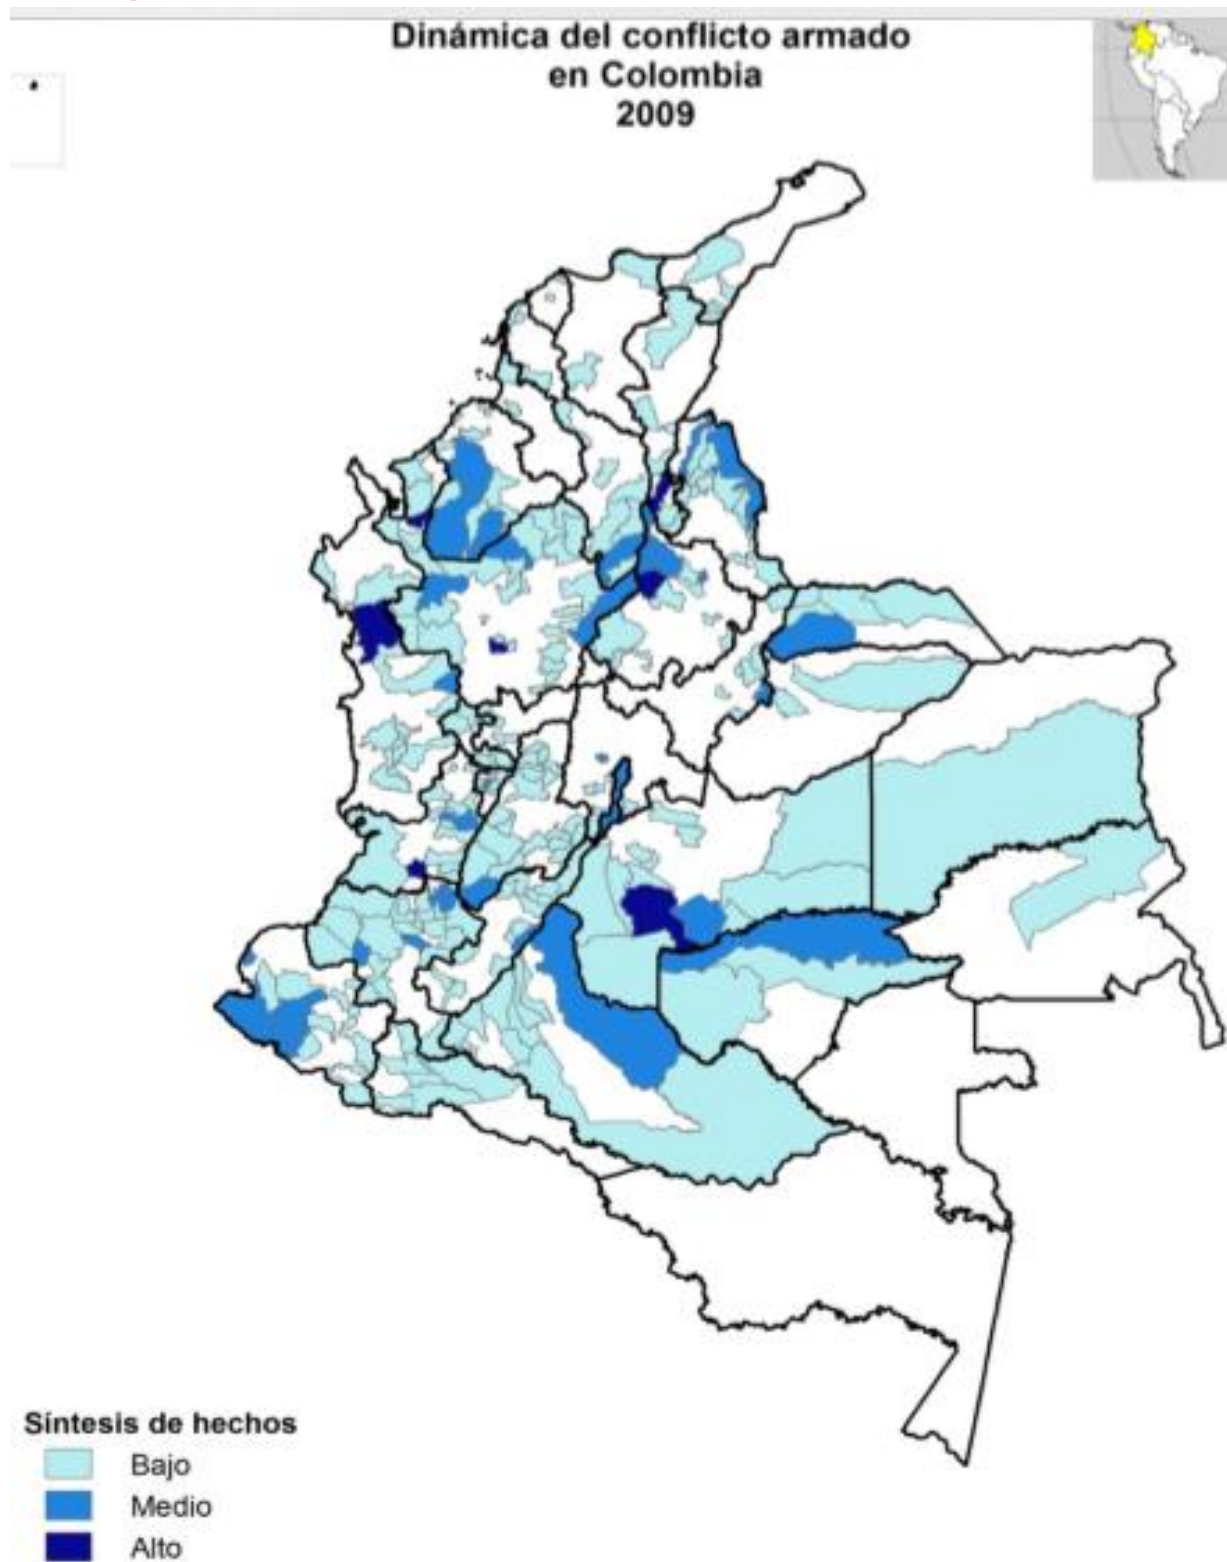 Dinámica del conflicto armado
en Colombia
2009
Síntesis de hechos
Bajo
Medio
Alto